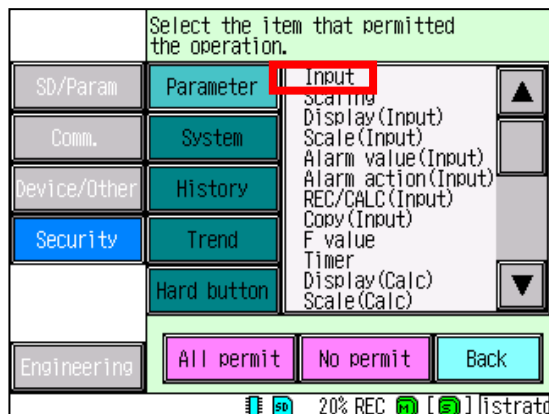 Select the item that permitted
the operation.
SD/Param
Comm.
Device/Other
Security
Engineering
Parameter
System
History
Trend
Hard button
Input
Scaling
Display(Input)
Scale(Input)
Alarm value(Input)
Alarm action(Input)
REC/CALC(Input)
Copy(Input)
F value
Timer
Display(Calc)
Scale(Calc)
All permit
No permit
Back
SD 20% REC M [S] istrato